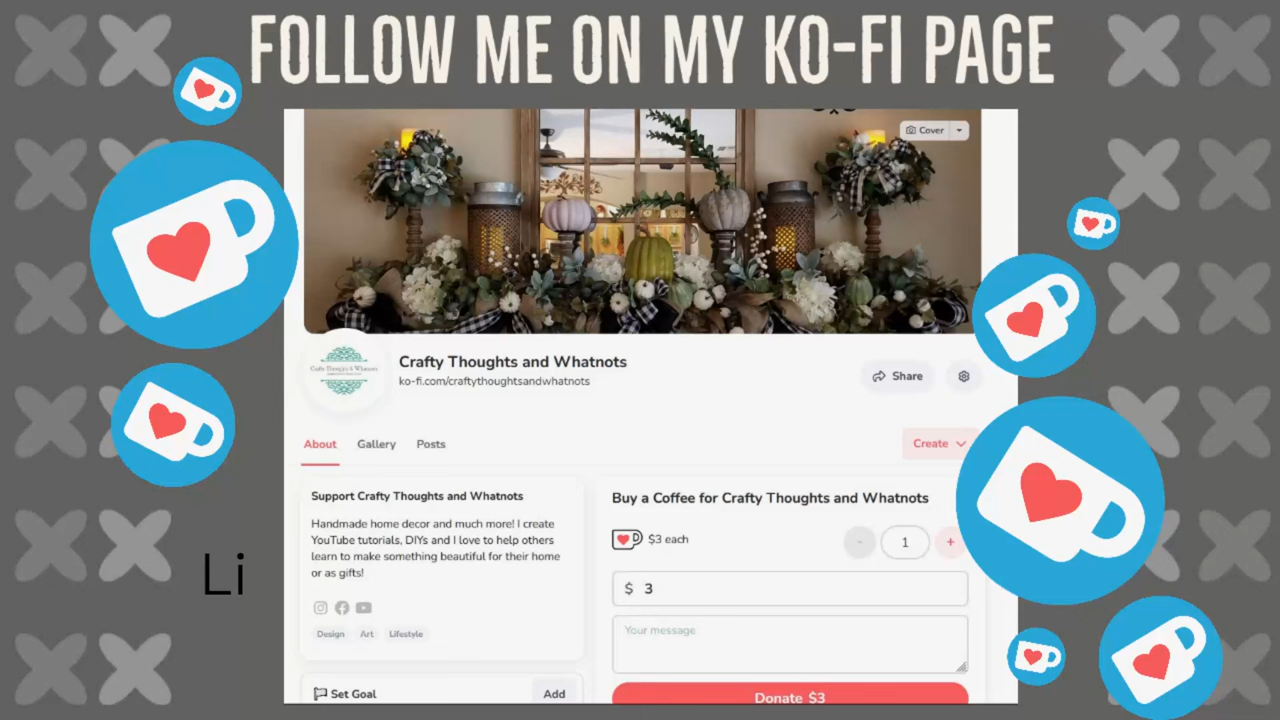 FOLLOW ME ON MY KO-FI PAGE
Cover
Crafty Thoughts and Whatnots
ko-fi.com/craftythoughtsandwhatnots
Crafty Thoughts & Whatnots
Share
About Gallery Posts
Create
Support Crafty Thoughts and Whatnots
Handmade home decor and much more! I create
YouTube tutorials, DIYs and I love to help others
learn to make something beautiful for their home
or as gifts!
Design Art Lifestyle
Set Goal Add
Buy a Coffee for Crafty Thoughts and Whatnots
$3 each
- 1 +
$ 3
Your message
Donate $3
Li